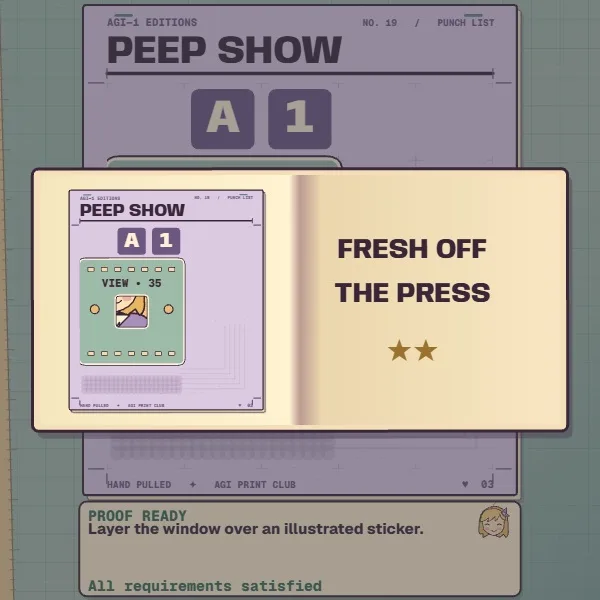 AGI-1 EDITIONS
NO. 19 / PUNCH LIST
PEEP SHOW
A 1
AGI-1 EDITIONS
NO. 19 / PUNCH LIST
PEEP SHOW
A 1
VIEW • 35
HAND PULLED ✦ AGI PRINT CLUB
♥ 03
FRESH OFF
THE PRESS
★★
HAND PULLED ✦ AGI PRINT CLUB
♥ 03
PROOF READY
Layer the window over an illustrated sticker.
All requirements satisfied